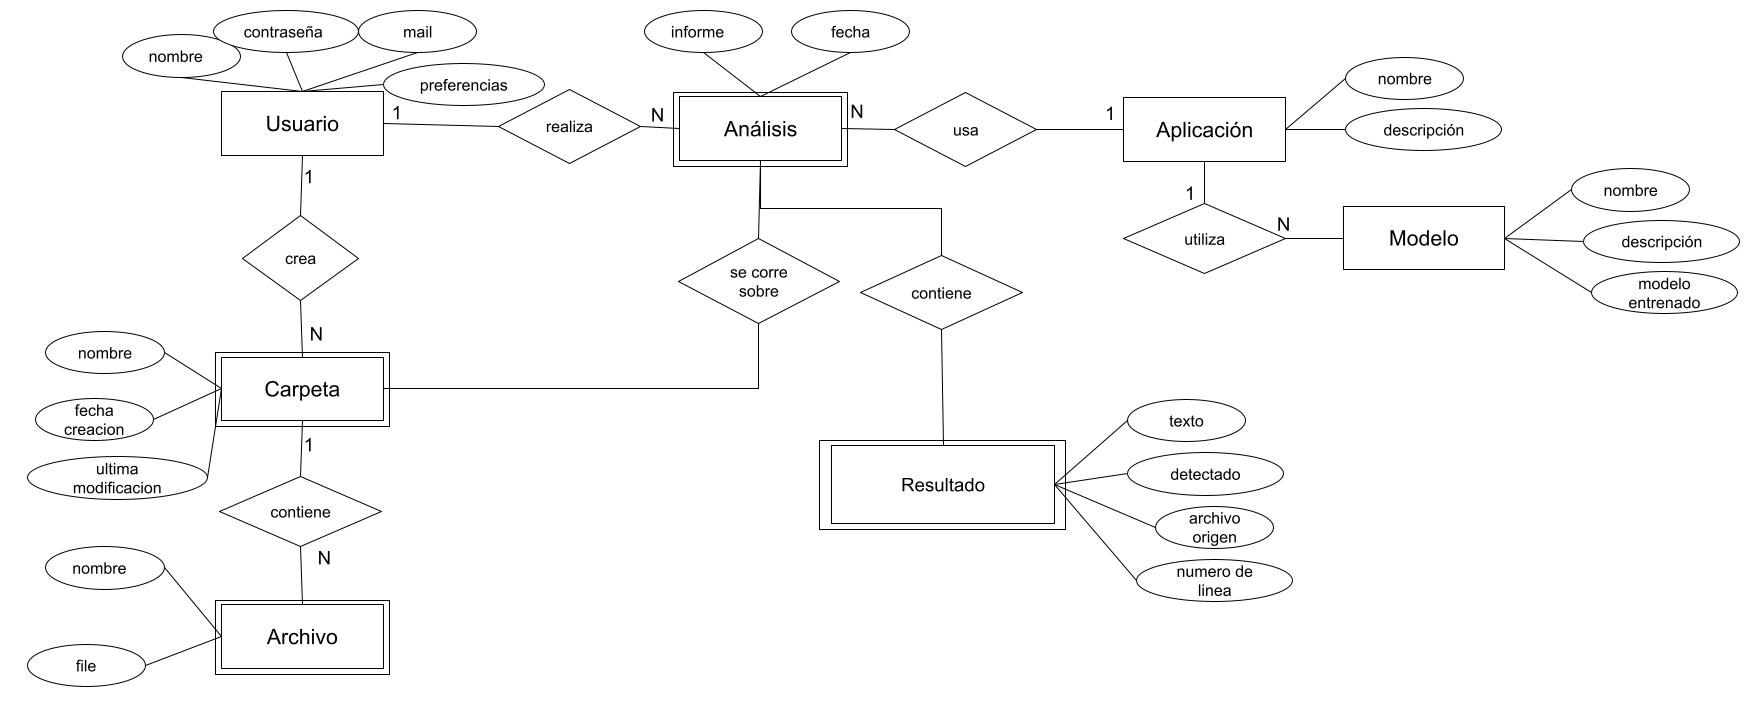 contraseña
mail
nombre
preferencias
informe
fecha
Usuario
1
realiza
N
Análisis
N
usa
1
Aplicación
nombre
descripción
1
crea
N
1
utiliza
N
Modelo
nombre
descripción
modelo
entrenado
se corre
sobre
contiene
nombre
fecha
creacion
ultima
modificacion
Carpeta
1
contiene
N
Resultado
texto
detectado
archivo
origen
numero de
linea
nombre
file
Archivo